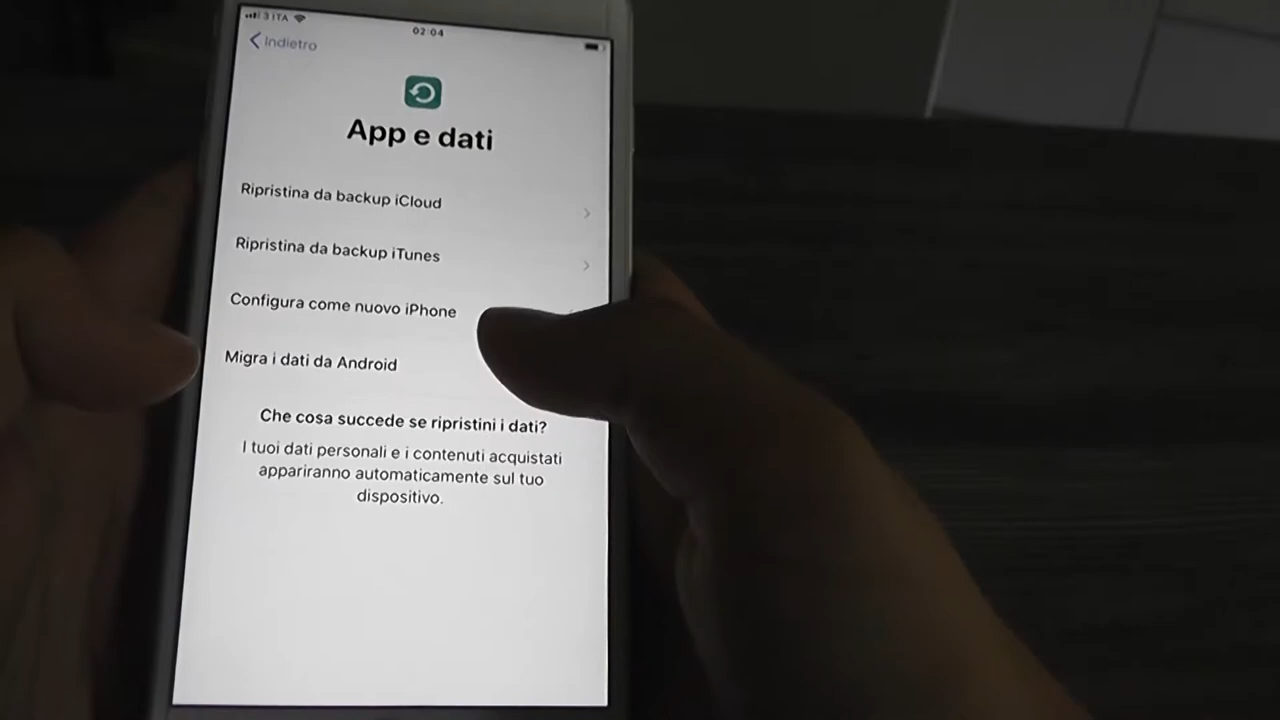 3 ITA
02:04
Indietro
App e dati
Ripristina da backup iCloud
Ripristina da backup iTunes
Configura come nuovo iPhone
Migra i dati da Android
Che cosa succede se ripristini i dati?
I tuoi dati personali e i contenuti acquistati
appariranno automaticamente sul tuo
dispositivo.